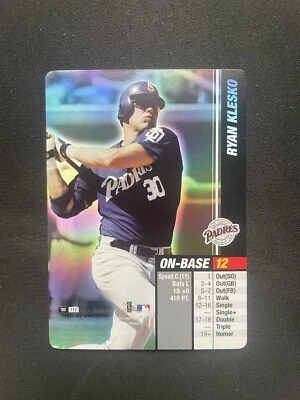 RYAN KLESKO
SD
PADRES
30
PADRES
ON-BASE 12
Speed C (11)
Bats L
1B +0
410 PT.
1 Out(SO)
2–4 Out(GB)
5–7 Out(FB)
8–11 Walk
12–16 Single
— Single+
17–18 Double
— Triple
19+ Homer